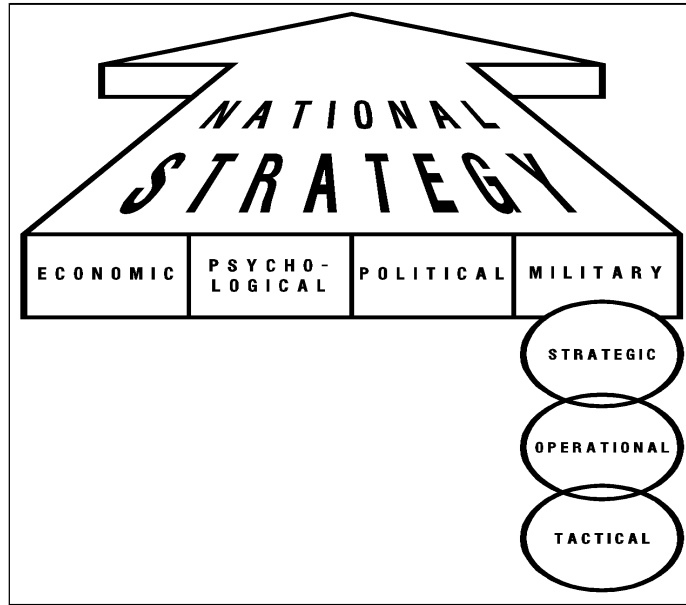 NATIONAL
STRATEGY
ECONOMIC
PSYCHO-
LOGICAL
POLITICAL
MILITARY
STRATEGIC
OPERATIONAL
TACTICAL